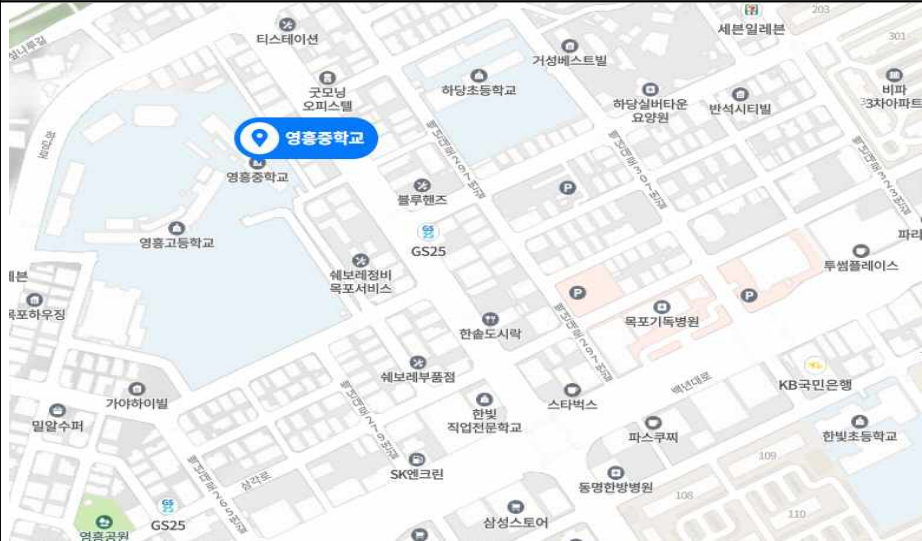 203
세븐일레븐
티스테이션
301
거성베스트빌
비파
3차아파트
굿모닝
오피스텔
하당초등학교
하당실버타운
요양원
반석시티빌
영흥중학교
영흥중학교
P
블루핸즈
영흥고등학교
GS25
파리
투썸플레이스
쉐보레정비
목포서비스
P
P
목포하우징
목포기독병원
한솥도시락
쉐보레부품점
백년대로
KB국민은행
가야하이빌
스타벅스
한빛
직업전문학교
밀알수퍼
파스쿠찌
한빛초등학교
109
SK엔크린
삼각로
동명한방병원
108
GS25
삼성스토어
110
영흥공원